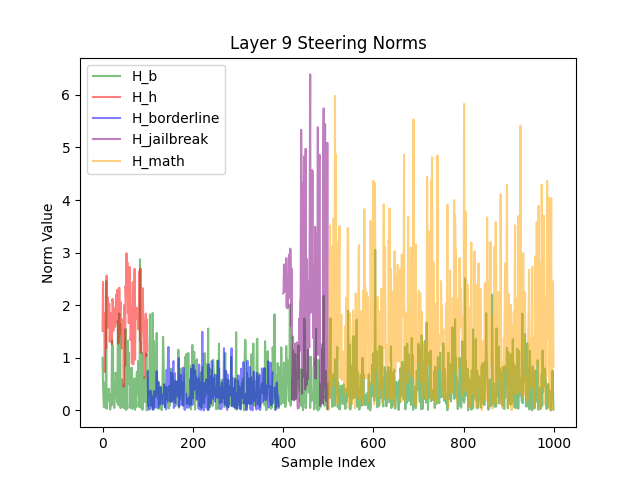 Layer 9 Steering Norms
H_b
H_h
H_borderline
H_jailbreak
H_math
Norm Value
6
5
4
3
2
1
0
0 200 400 600 800 1000
Sample Index